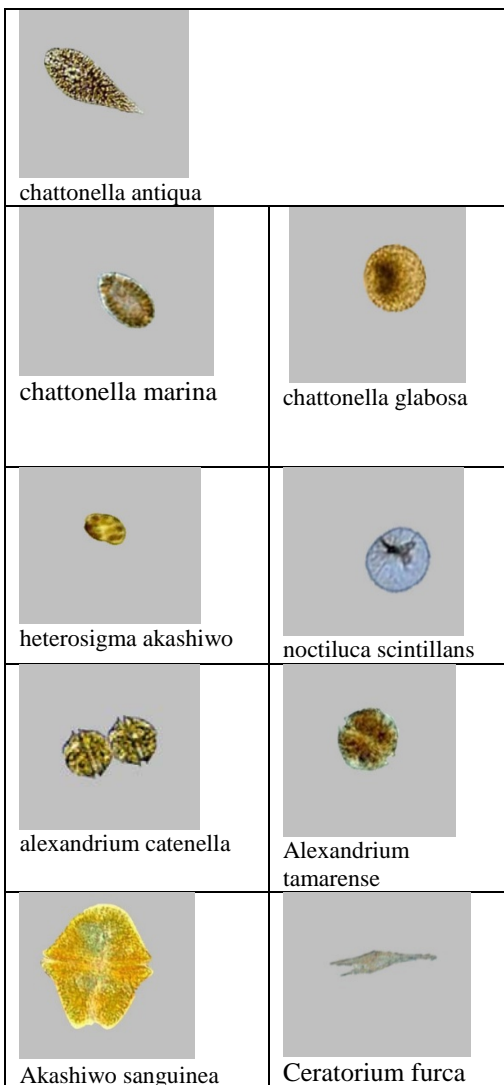 chattonella antiqua
chattonella marina
chattonella glabosa
heterosigma akashiwo
noctiluca scintillans
alexandrium catenella
Alexandrium
tamarense
Akashiwo sanguinea
Ceratorium furca